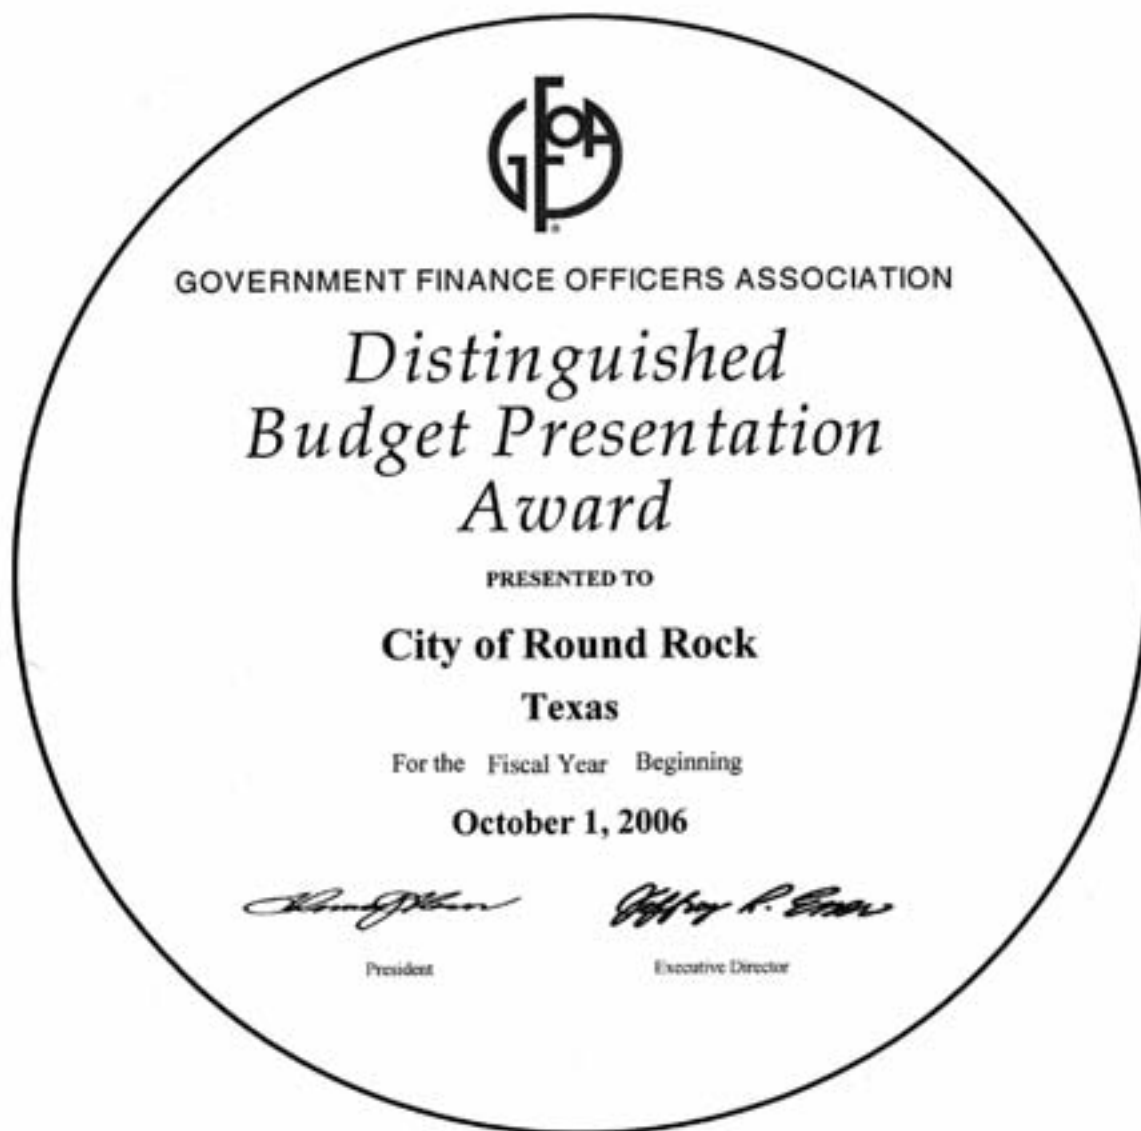 GFOA
GOVERNMENT FINANCE OFFICERS ASSOCIATION
Distinguished
Budget Presentation
Award
PRESENTED TO
City of Round Rock
Texas
For the Fiscal Year Beginning
October 1, 2006
Jeffrey R.
President Executive Director